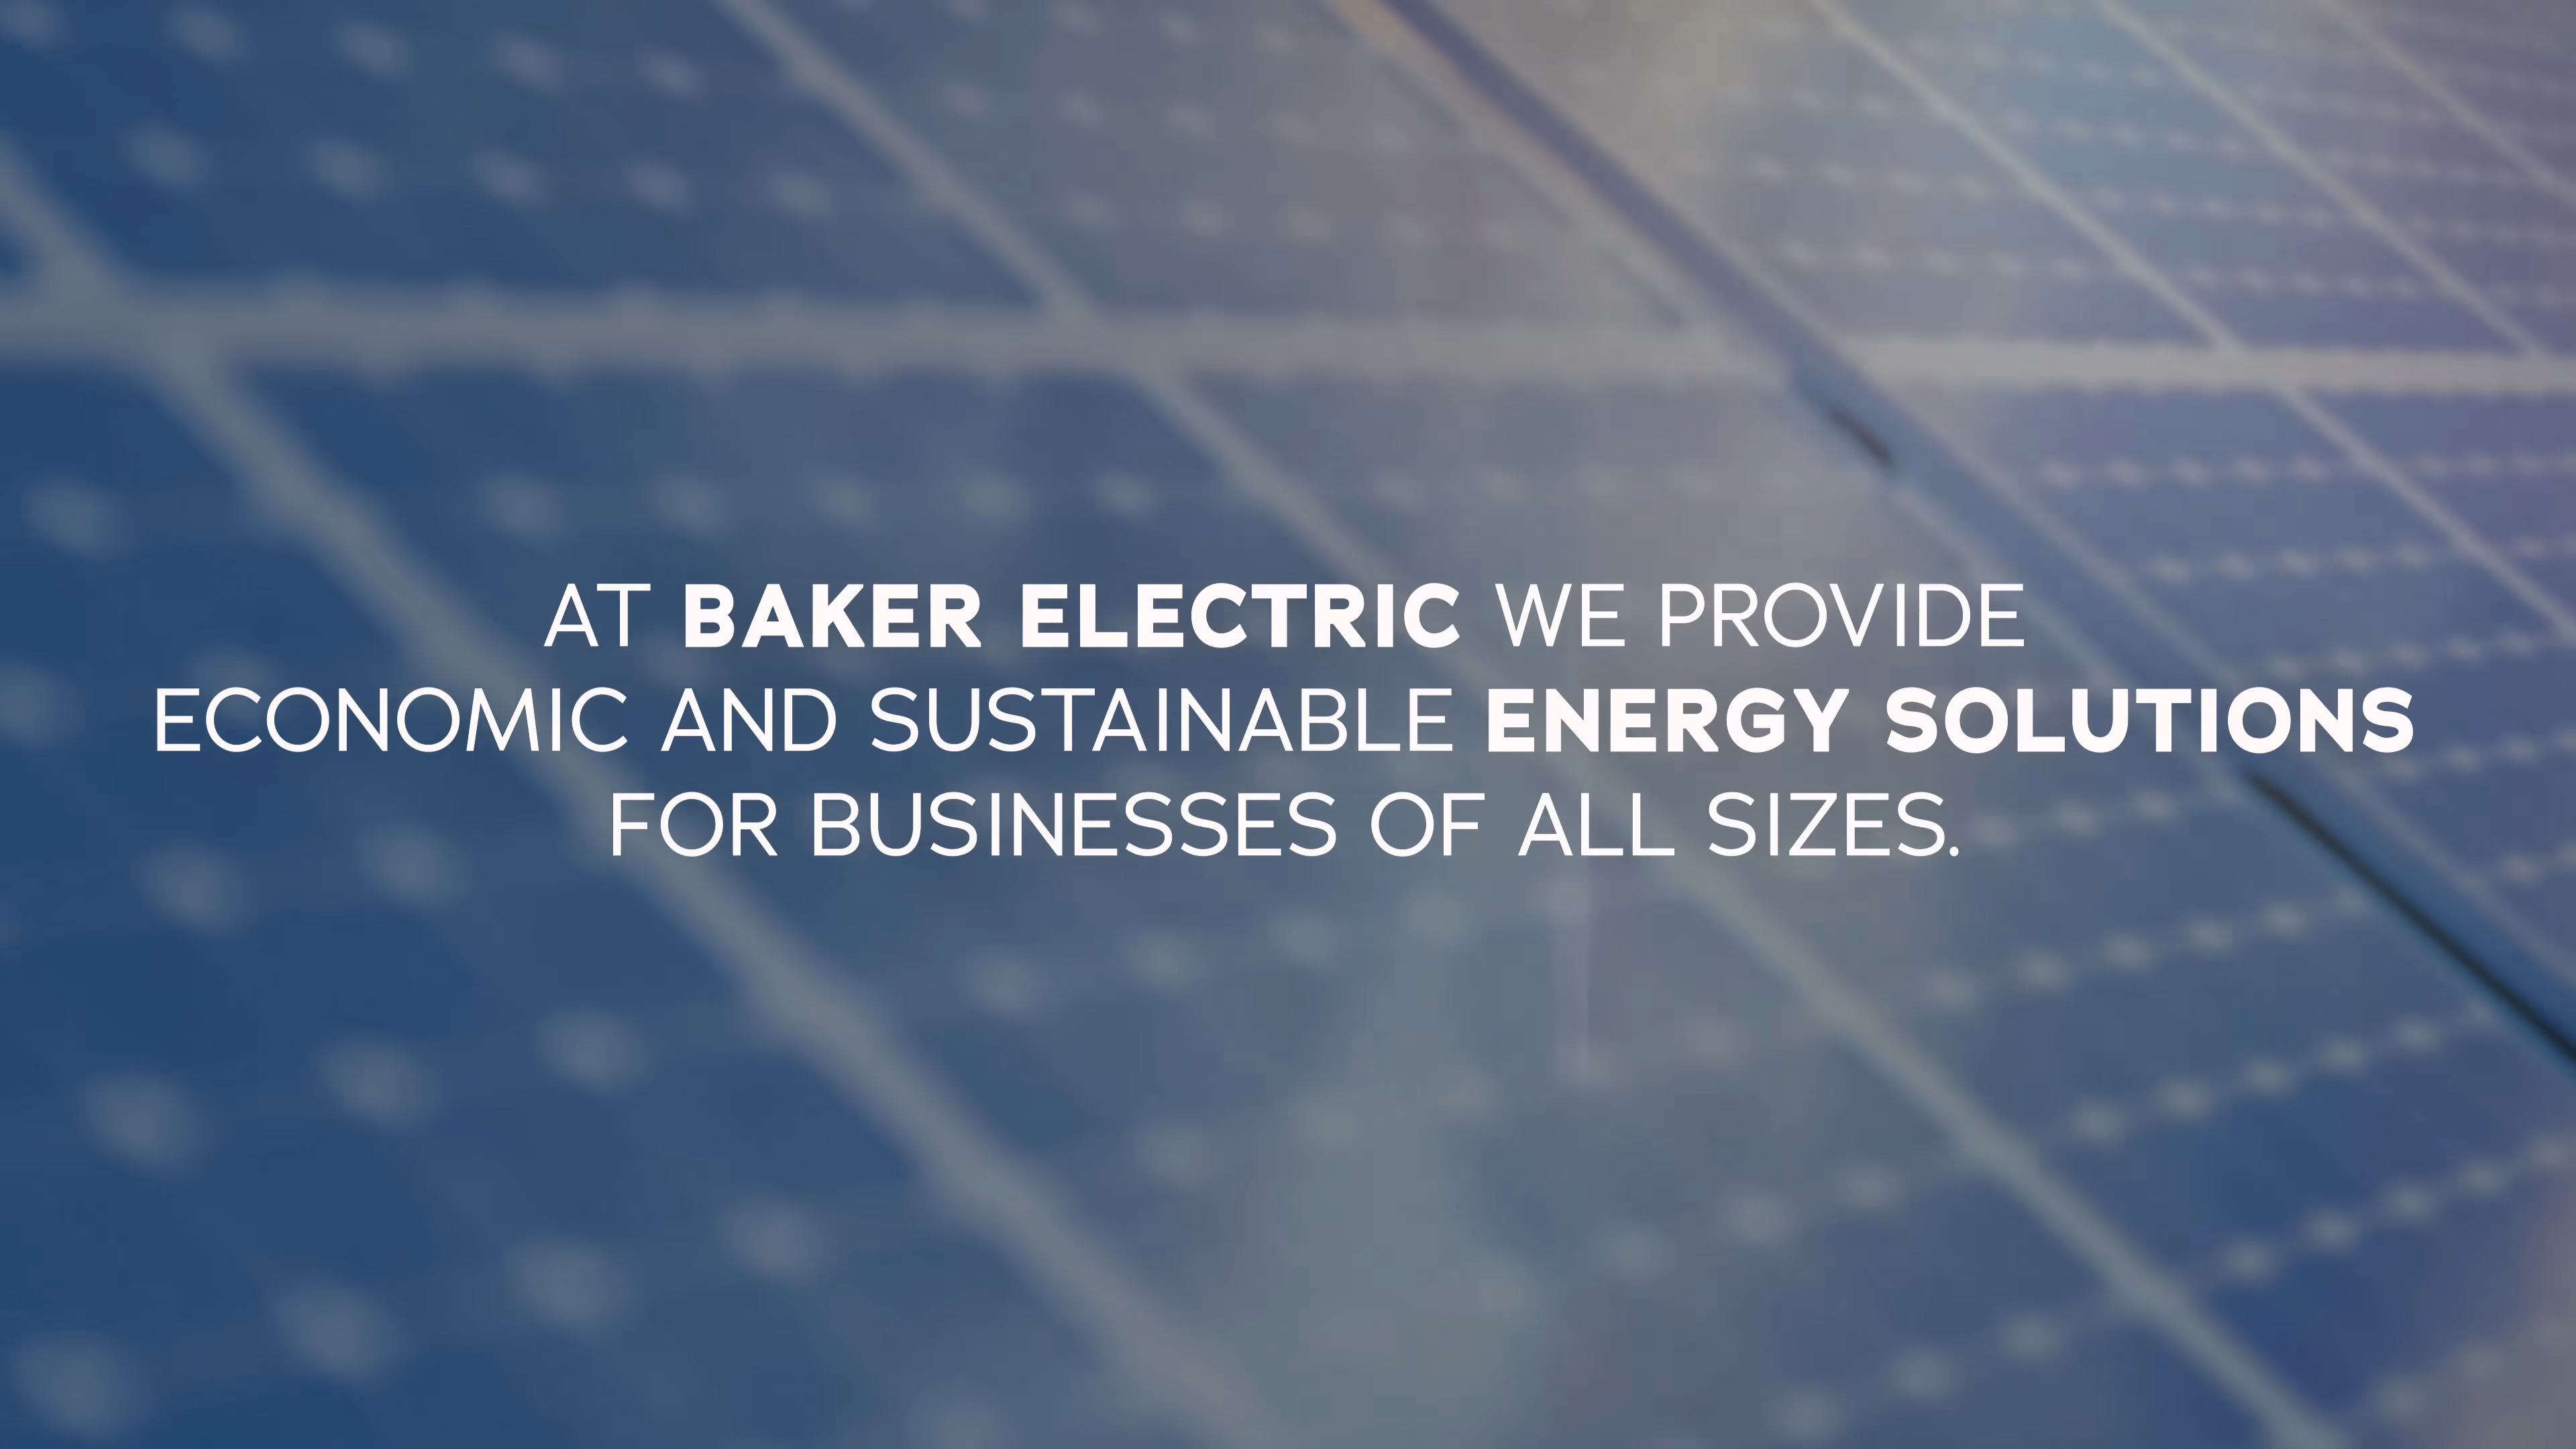 AT BAKER ELECTRIC WE PROVIDE
ECONOMIC AND SUSTAINABLE ENERGY SOLUTIONS
FOR BUSINESSES OF ALL SIZES.